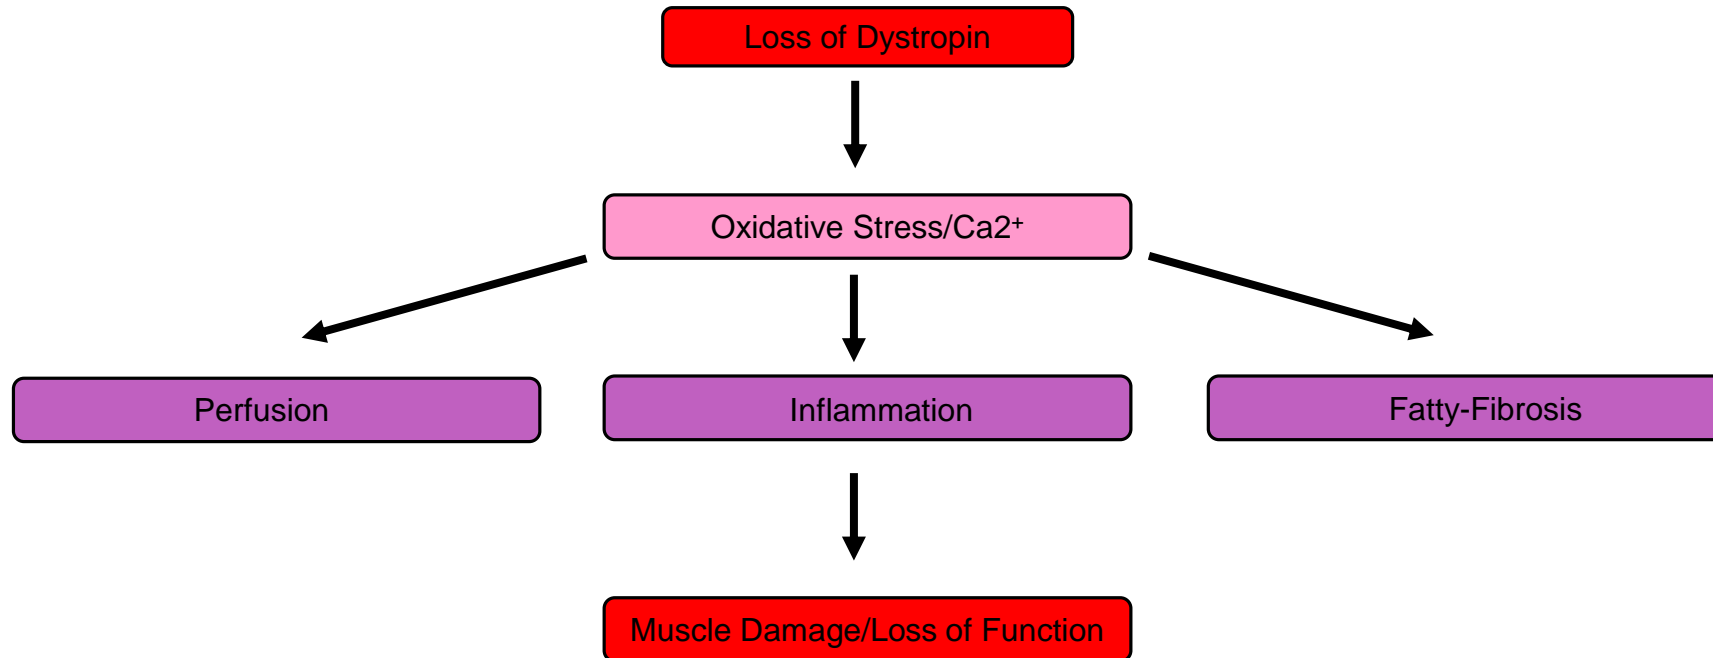 Loss of Dystropin
Oxidative Stress/Ca2⁺
Perfusion
Inflammation
Fatty-Fibrosis
Muscle Damage/Loss of Function